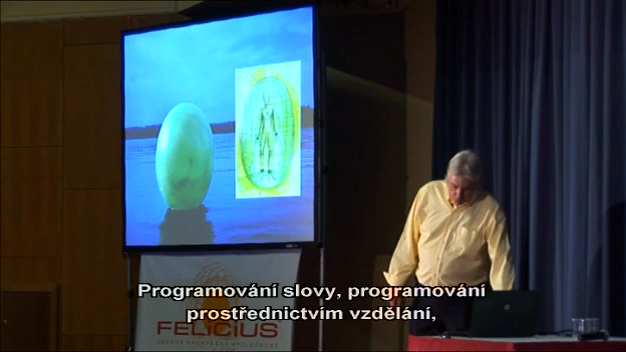 Programování slovy, programování
prostřednictvím vzdělání,
FELICIUS